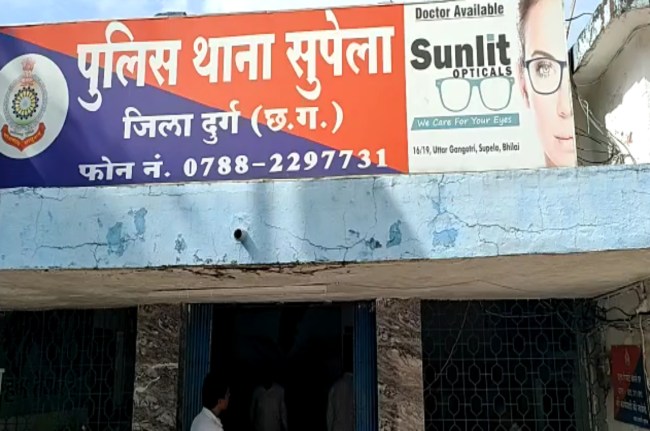 पुलिस थाना सुपेला
जिला दुर्ग (छ.ग.)
फोन नं. 0788-2297731
Doctor Available
Sunlit
OPTICALS
We Care For Your Eyes
16/19, Uttar Gangotri, Supela, Bhilai